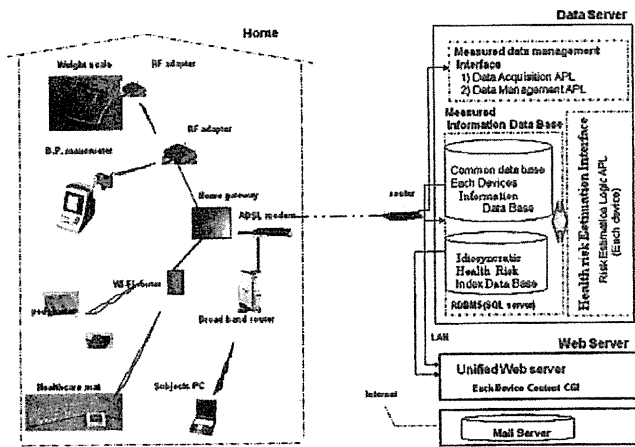 Home
Weight scale
RF adapter
RF adapter
B.P. manometer
Home gateway
ADSL modem
Broad band router
Healthcare mat
Subjects PC
router
Data Server
Measured data management
Interface
1) Data Acquisition APL
2) Data Management APL
Measured
Information Data Base
Common data base
Each Devices
Information
Data Base
Idiosyncratic
Health Risk
Index Data Base
RDBMS(SQL server)
Health risk Estimation Interface
Risk Estimation Logic APL
(Each device)
LAN
Web Server
Unified Web server
Each Device Content CGI
Internet
Mail Server